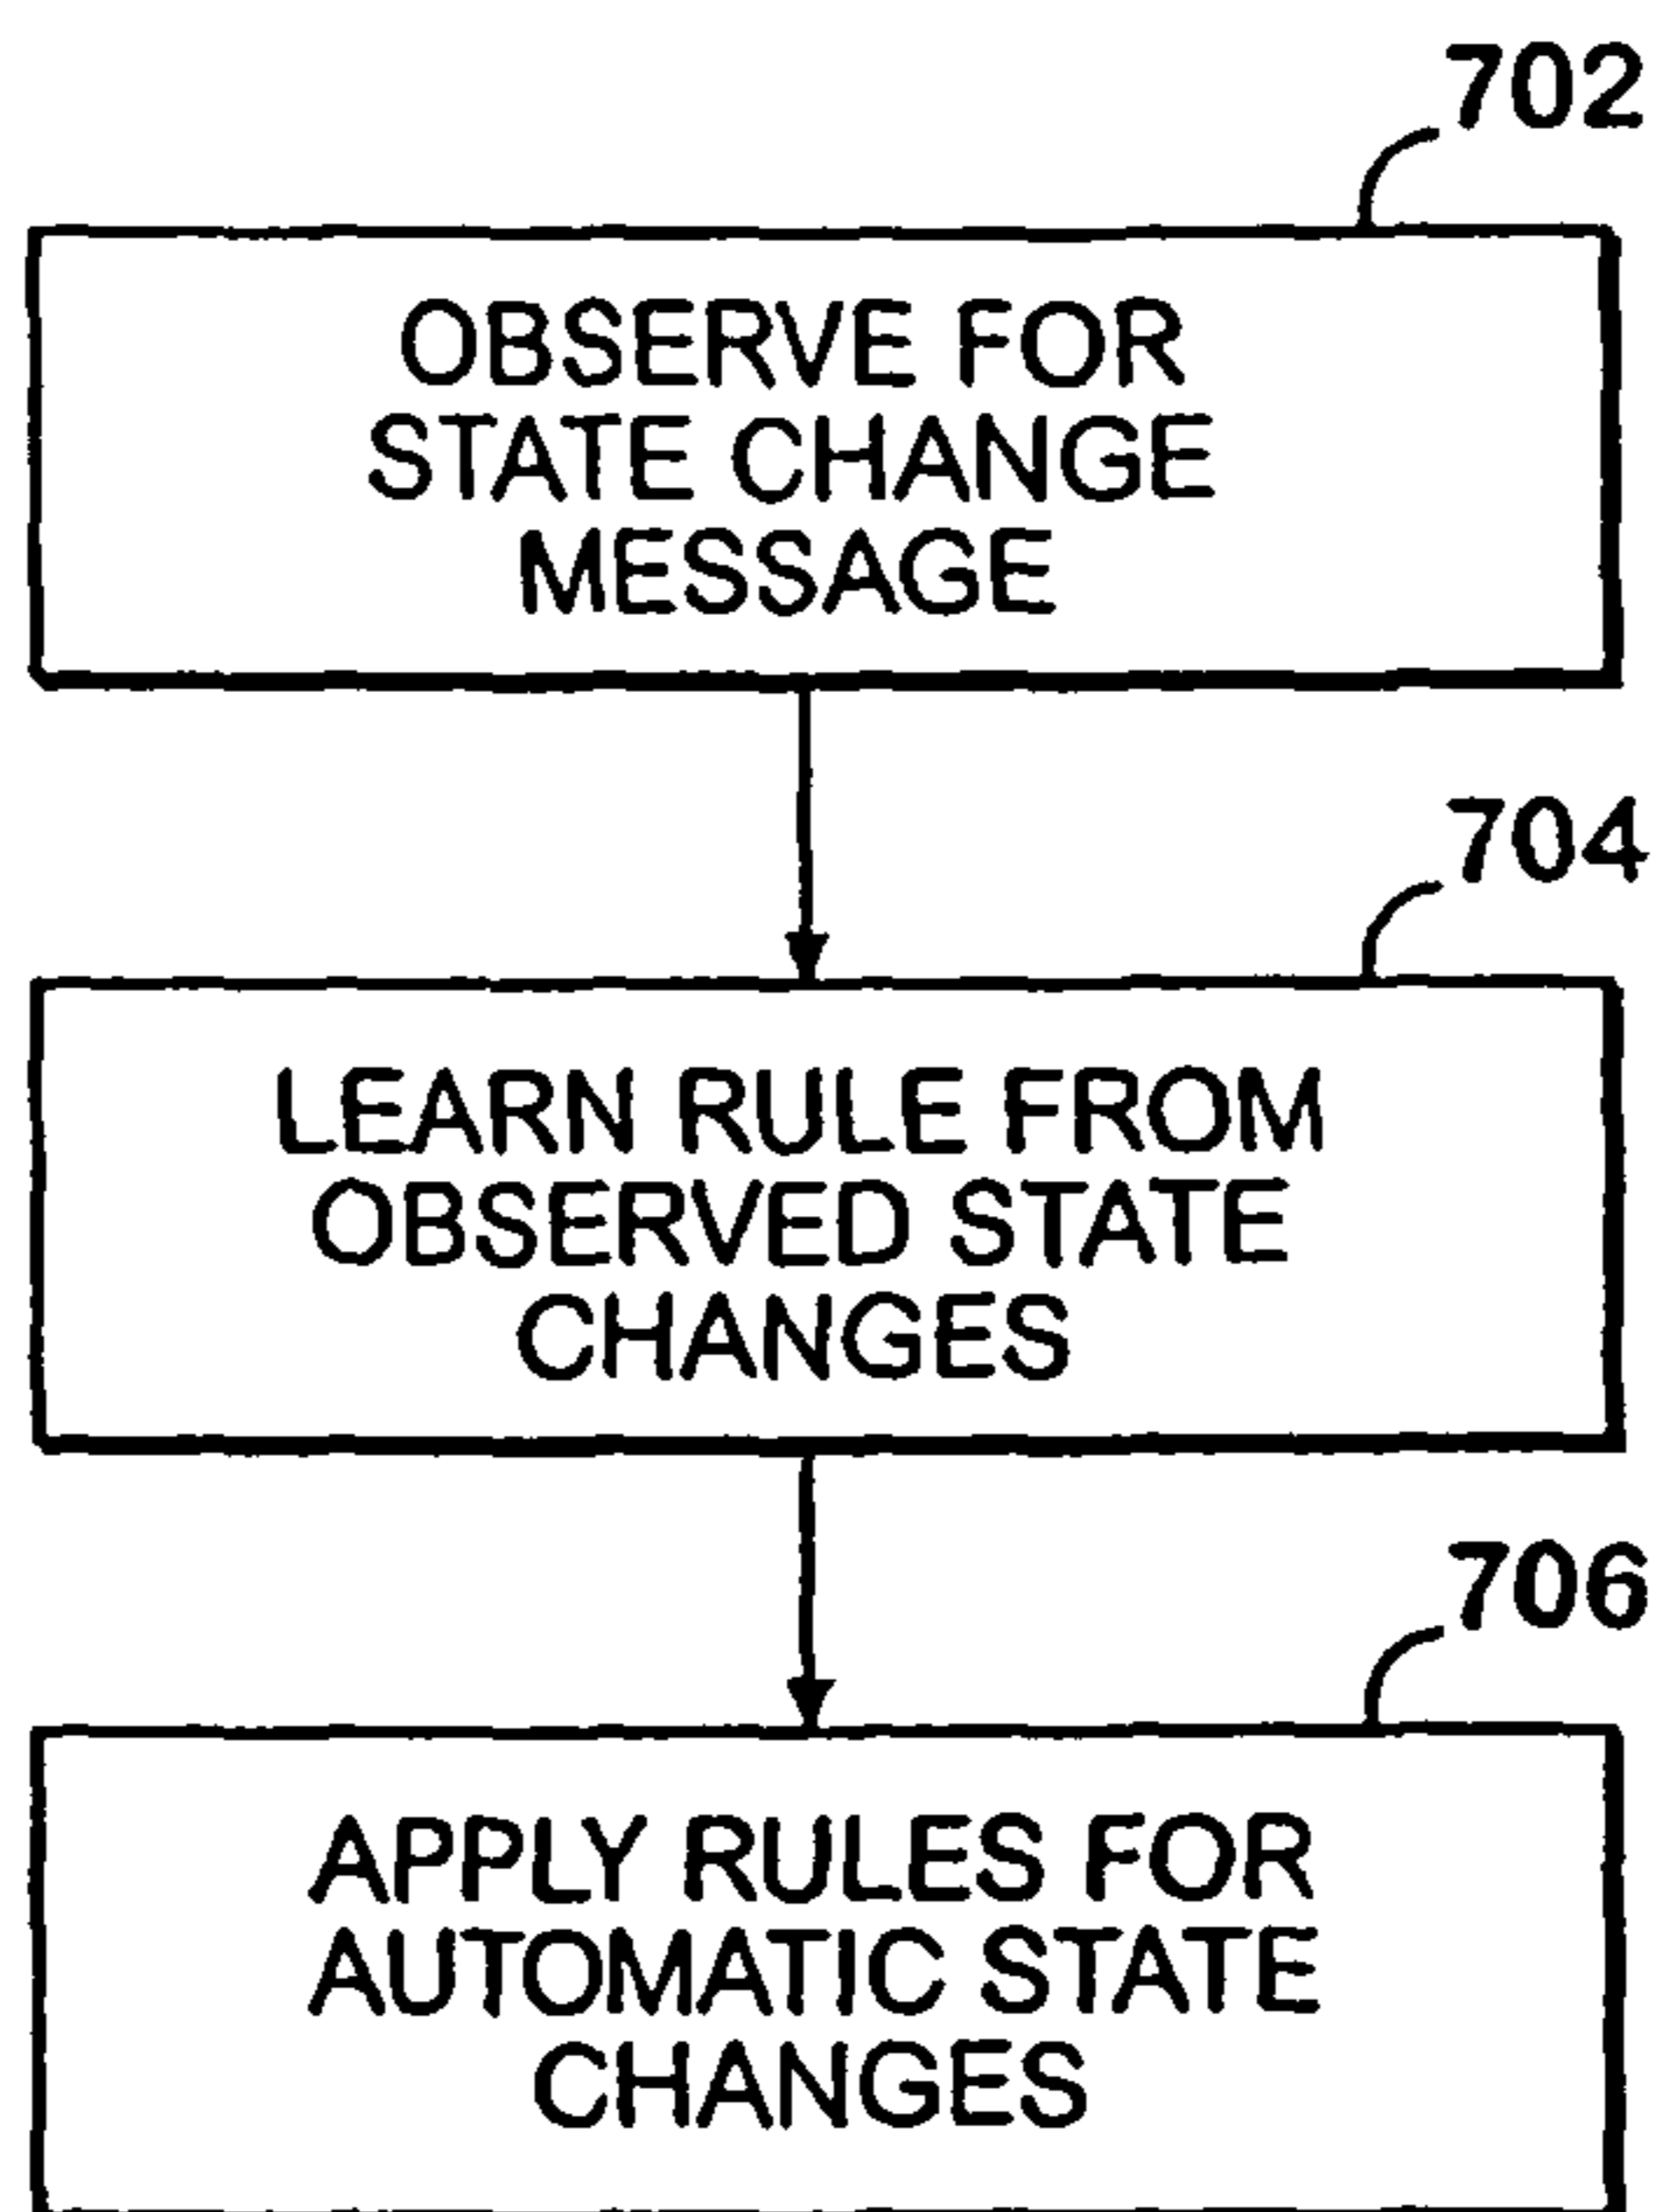 702
OBSERVE FOR
STATE CHANGE
MESSAGE
704
LEARN RULE FROM
OBSERVED STATE
CHANGES
706
APPLY RULES FOR
AUTOMATIC STATE
CHANGES